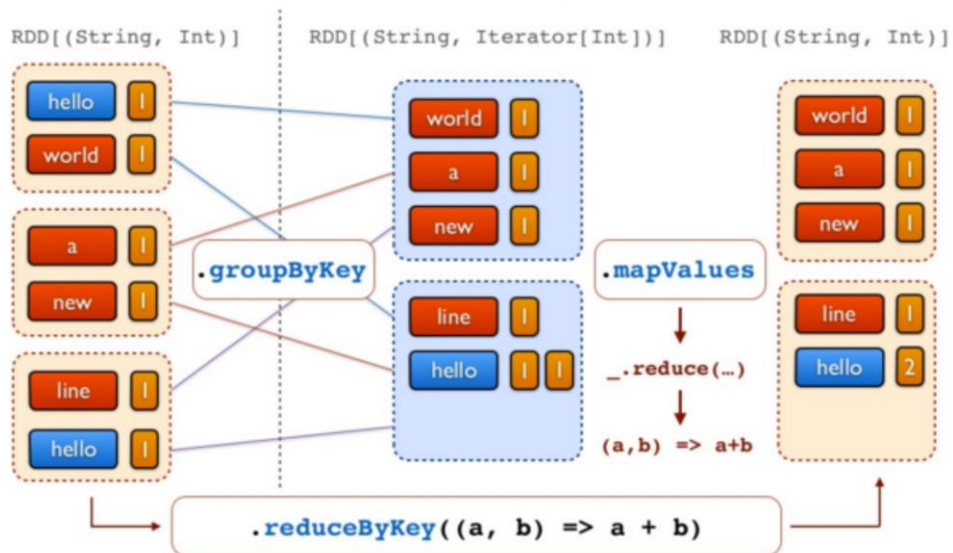 RDD[(String, Int)]
RDD[(String, Iterator[Int])]
RDD[(String, Int)]
hello 1
world 1
a 1
new 1
line 1
hello 1
.groupByKey
world 1
a 1
new 1
line 1
hello 1 1
.mapValues
_.reduce(…)
(a,b) => a+b
world 1
a 1
new 1
line 1
hello 2
.reduceByKey((a, b) => a + b)